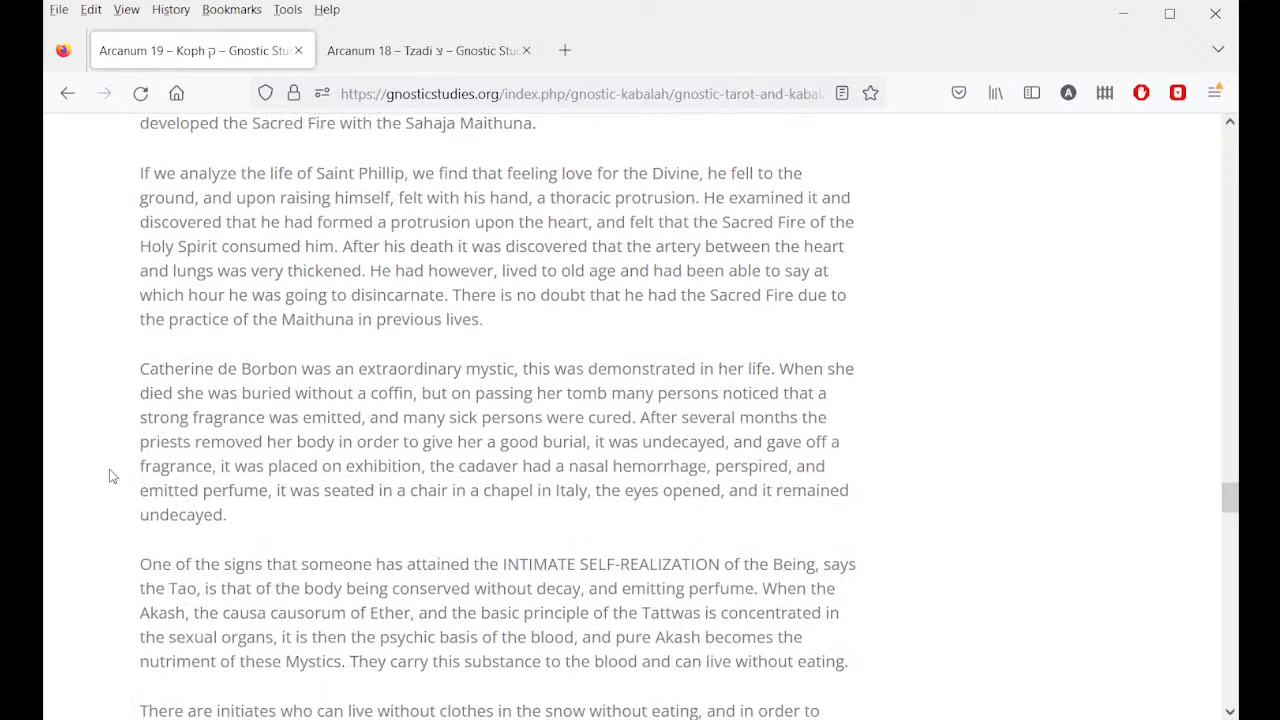 File Edit View History Bookmarks Tools Help
Arcanum 19 – Koph ק – Gnostic Stu
Arcanum 18 – Tzadi צ – Gnostic Stu
https://gnosticstudies.org/index.php/gnostic-kabalah/gnostic-tarot-and-kabal
developed the Sacred Fire with the Sahaja Maithuna.
If we analyze the life of Saint Phillip, we find that feeling love for the Divine, he fell to the
ground, and upon raising himself, felt with his hand, a thoracic protrusion. He examined it and
discovered that he had formed a protrusion upon the heart, and felt that the Sacred Fire of the
Holy Spirit consumed him. After his death it was discovered that the artery between the heart
and lungs was very thickened. He had however, lived to old age and had been able to say at
which hour he was going to disincarnate. There is no doubt that he had the Sacred Fire due to
the practice of the Maithuna in previous lives.
Catherine de Borbon was an extraordinary mystic, this was demonstrated in her life. When she
died she was buried without a coffin, but on passing her tomb many persons noticed that a
strong fragrance was emitted, and many sick persons were cured. After several months the
priests removed her body in order to give her a good burial, it was undecayed, and gave off a
fragrance, it was placed on exhibition, the cadaver had a nasal hemorrhage, perspired, and
emitted perfume, it was seated in a chair in a chapel in Italy, the eyes opened, and it remained
undecayed.
One of the signs that someone has attained the INTIMATE SELF-REALIZATION of the Being, says
the Tao, is that of the body being conserved without decay, and emitting perfume. When the
Akash, the causa causorum of Ether, and the basic principle of the Tattwas is concentrated in
the sexual organs, it is then the psychic basis of the blood, and pure Akash becomes the
nutriment of these Mystics. They carry this substance to the blood and can live without eating.
There are initiates who can live without clothes in the snow without eating, and in order to